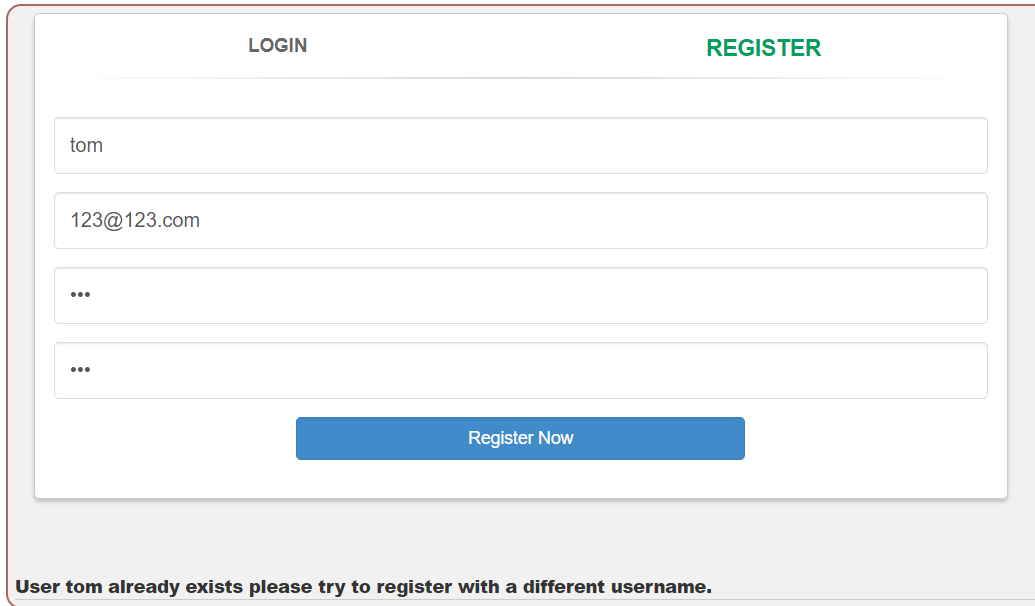 LOGIN
REGISTER
tom
123@123.com
•••
•••
Register Now
User tom already exists please try to register with a different username.